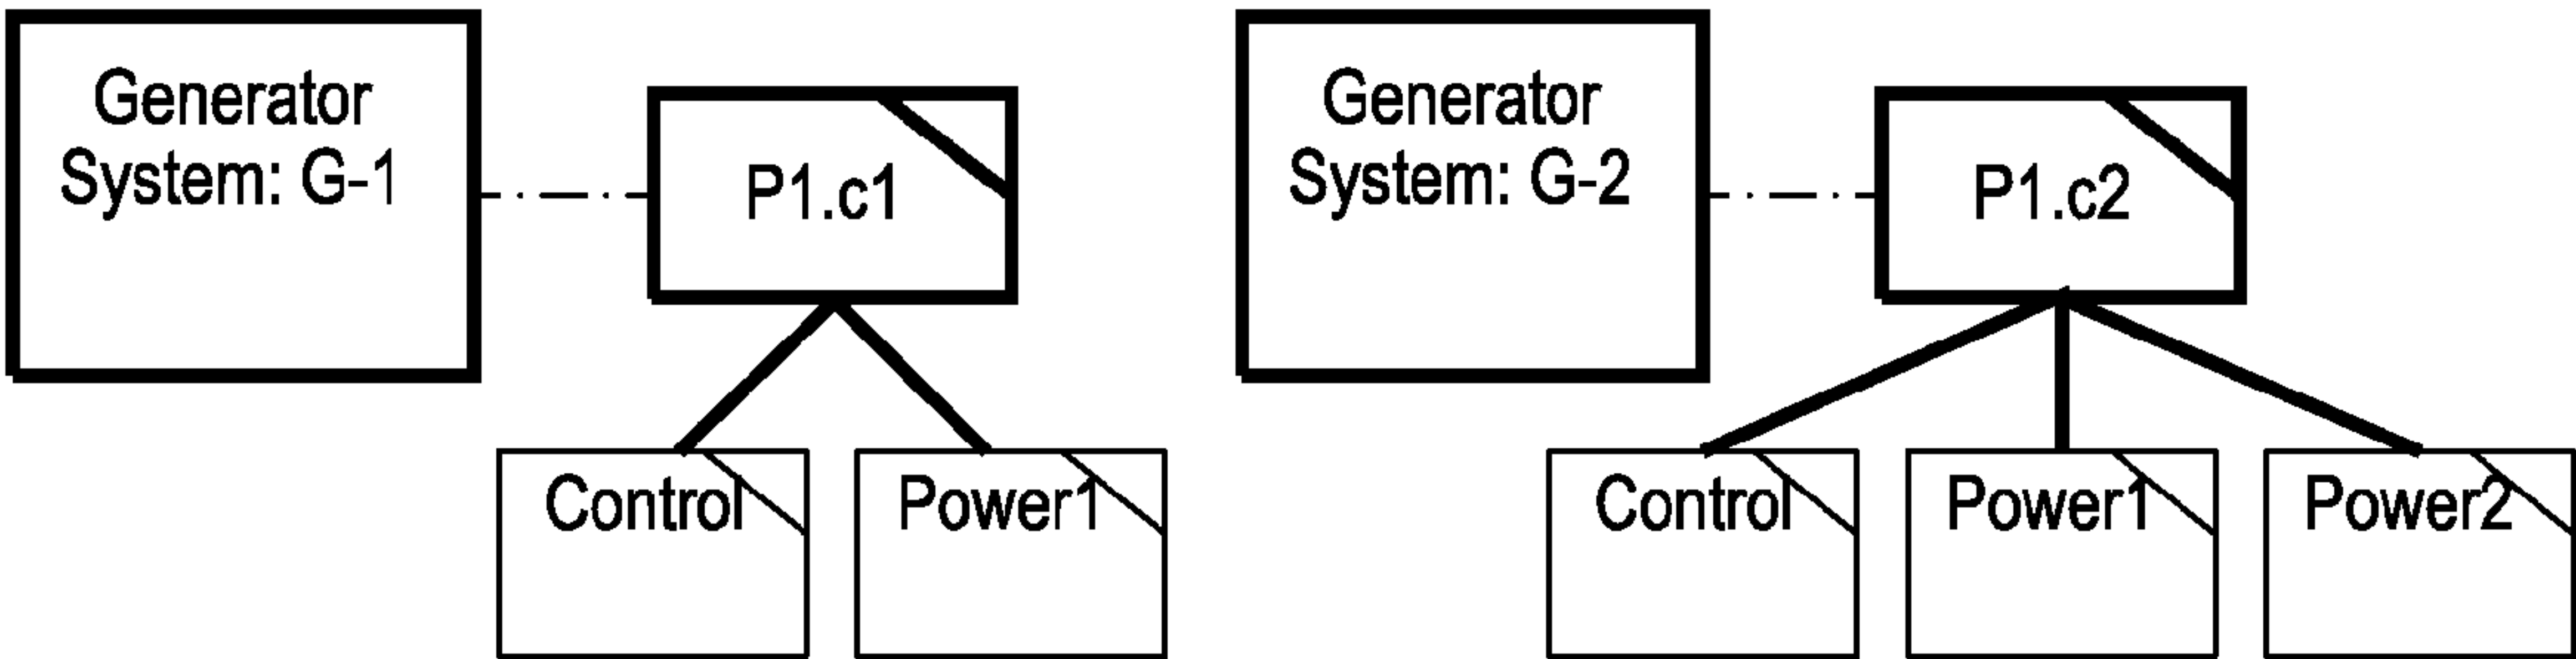 Generator
System: G-1
P1.c1
Control
Power1
Generator
System: G-2
P1.c2
Control
Power1
Power2